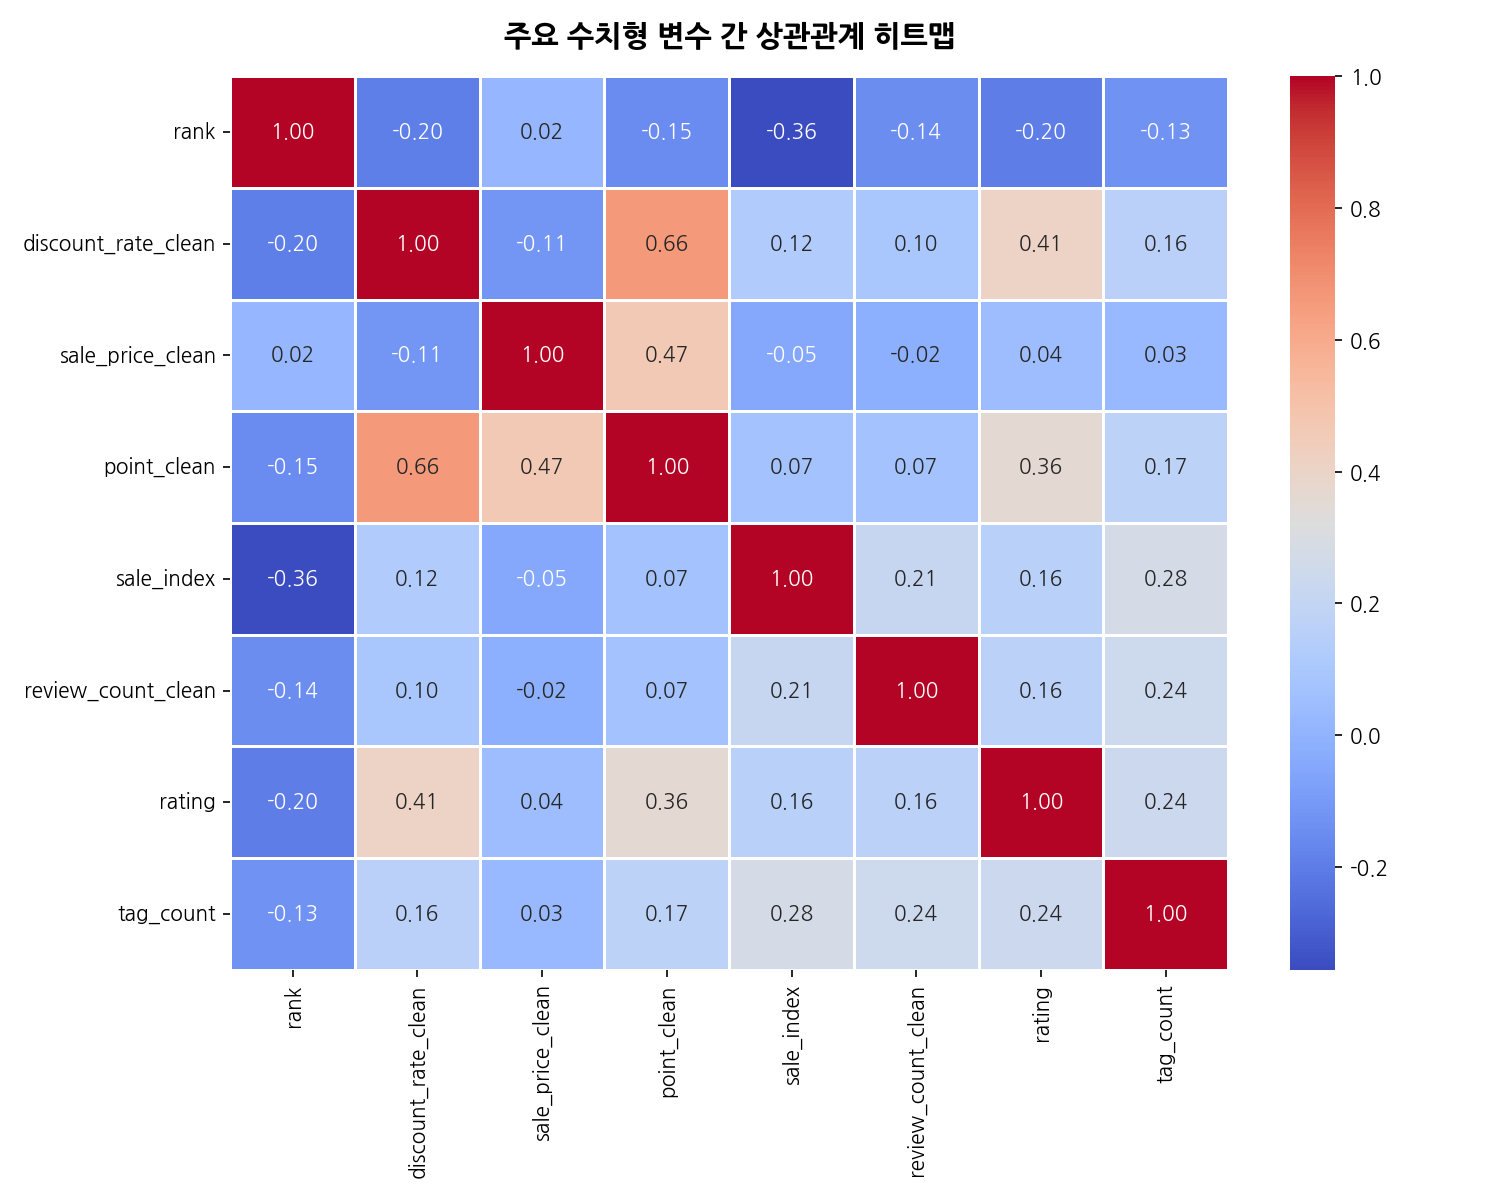 주요 수치형 변수 간 상관관계 히트맵
rank 1.00 -0.20 0.02 -0.15 -0.36 -0.14 -0.20 -0.13
discount_rate_clean -0.20 1.00 -0.11 0.66 0.12 0.10 0.41 0.16
sale_price_clean 0.02 -0.11 1.00 0.47 -0.05 -0.02 0.04 0.03
point_clean -0.15 0.66 0.47 1.00 0.07 0.07 0.36 0.17
sale_index -0.36 0.12 -0.05 0.07 1.00 0.21 0.16 0.28
review_count_clean -0.14 0.10 -0.02 0.07 0.21 1.00 0.16 0.24
rating -0.20 0.41 0.04 0.36 0.16 0.16 1.00 0.24
tag_count -0.13 0.16 0.03 0.17 0.28 0.24 0.24 1.00
rank
discount_rate_clean
sale_price_clean
point_clean
sale_index
review_count_clean
rating
tag_count
1.0
0.8
0.6
0.4
0.2
0.0
-0.2